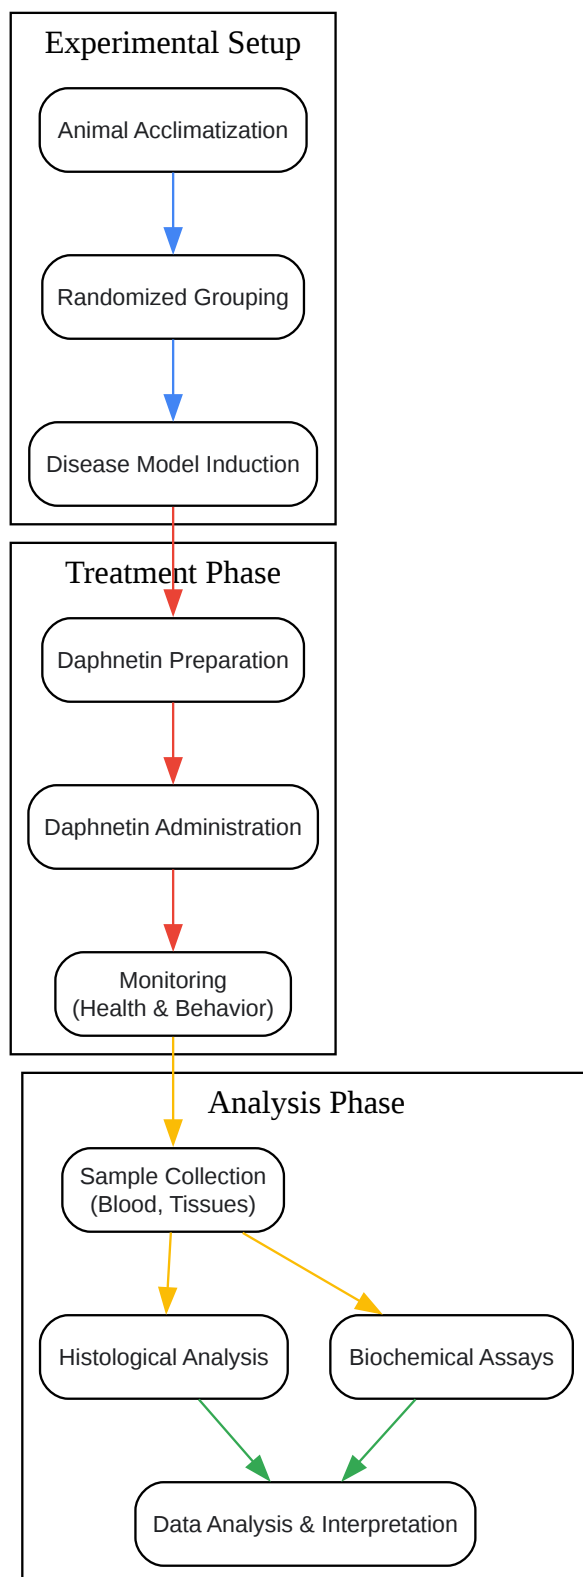 Experimental Setup
Animal Acclimatization
Randomized Grouping
Disease Model Induction
Treatment Phase
Daphnetin Preparation
Daphnetin Administration
Monitoring
(Health & Behavior)
Analysis Phase
Sample Collection
(Blood, Tissues)
Histological Analysis
Biochemical Assays
Data Analysis & Interpretation